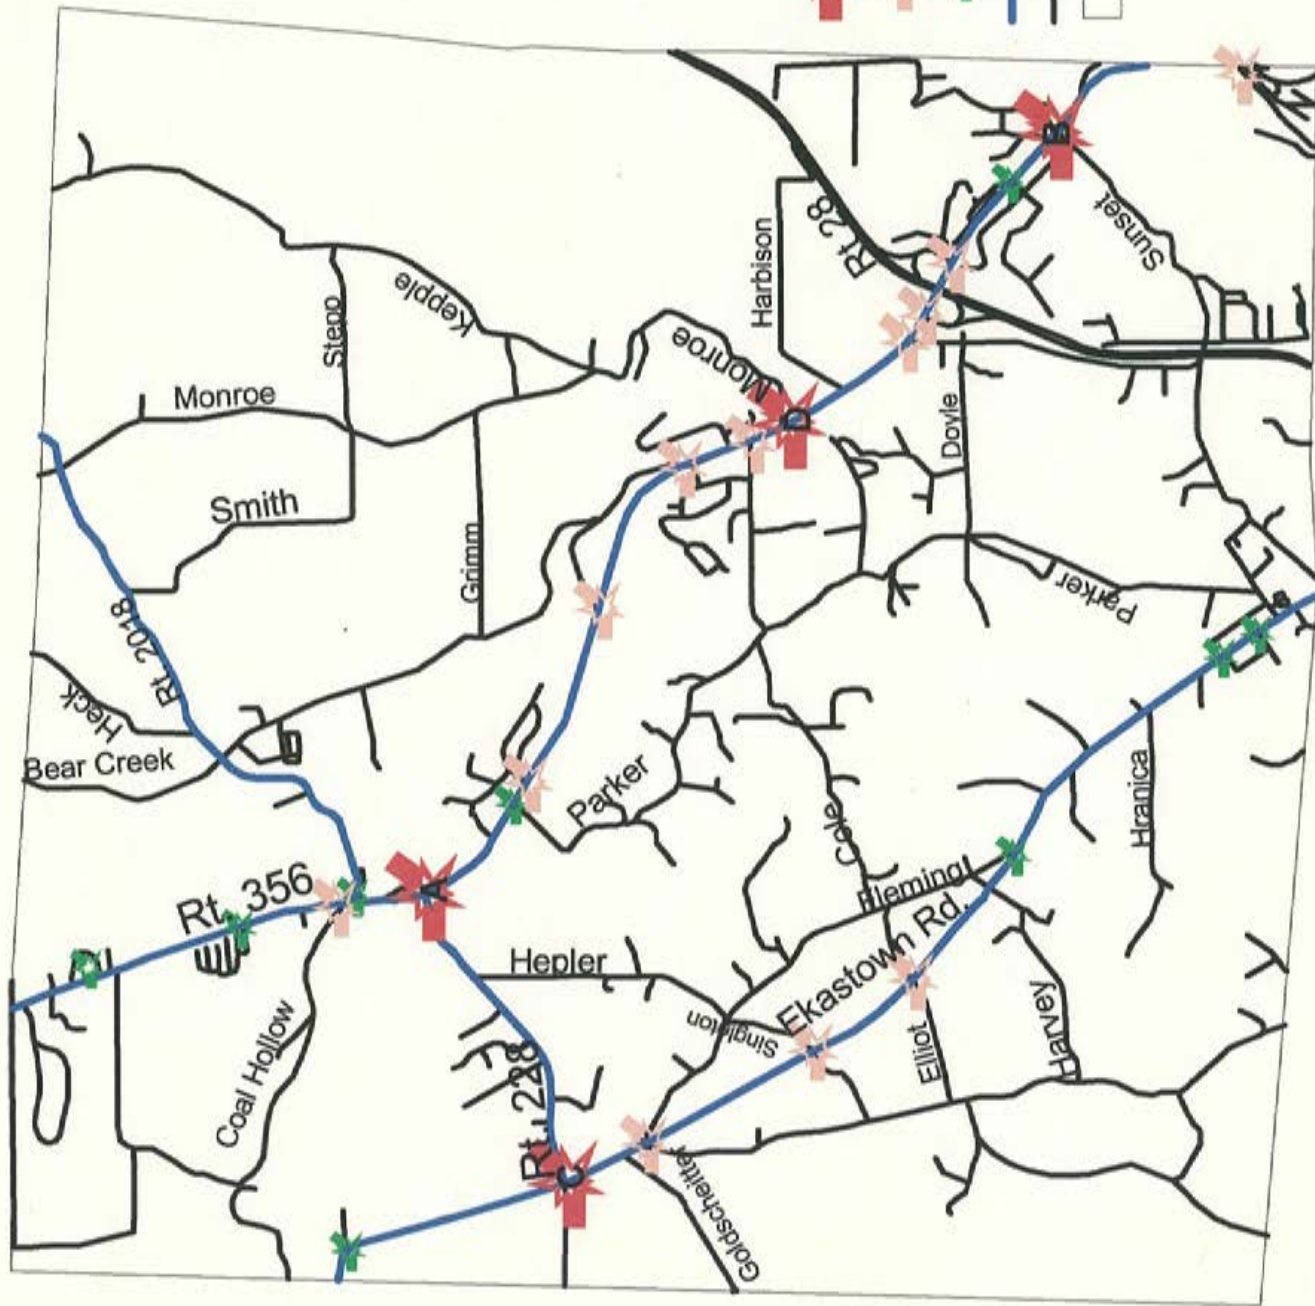 B
Sunset
Rt 28
Harbison
Kepple
Stepp
Monroe
Monroe
D
Doyle
Smith
Grimm
Parker
Rt. 2018
Heck
Bear Creek
Hranica
Parker
Cole
Fleming
Rt. 356
A
Ekastown Rd.
Hepler
Singleton
Harvey
Elliot
Coal Hollow
Rt. 228
C
Goldscheitter